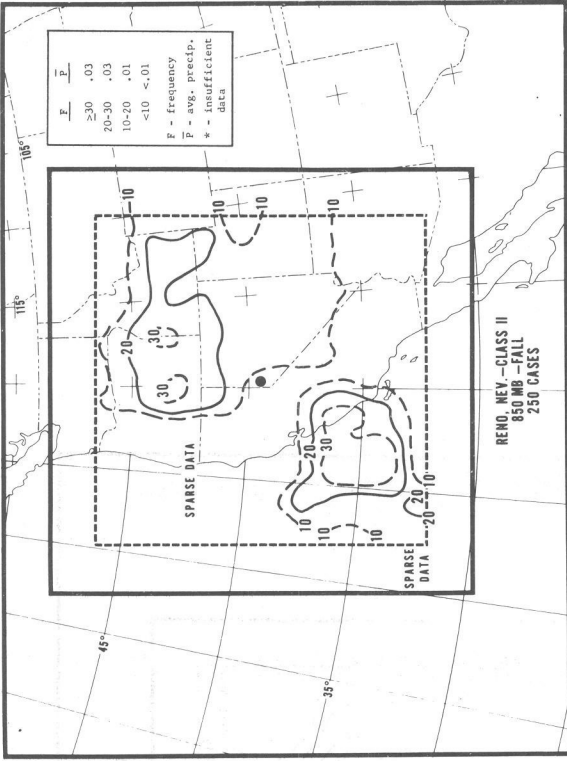 F P̅
≥30 .03
20-30 .03
10-20 .01
<10 <.01
F - frequency
P̅ - avg. precip.
* - insufficient
data
105°
115°
45°
35°
10
10
10
10
20
30
30
SPARSE DATA
20
30
10
10
10
20
20
10
SPARSE
DATA
RENO, NEV.-CLASS II
850 MB -FALL
250 CASES